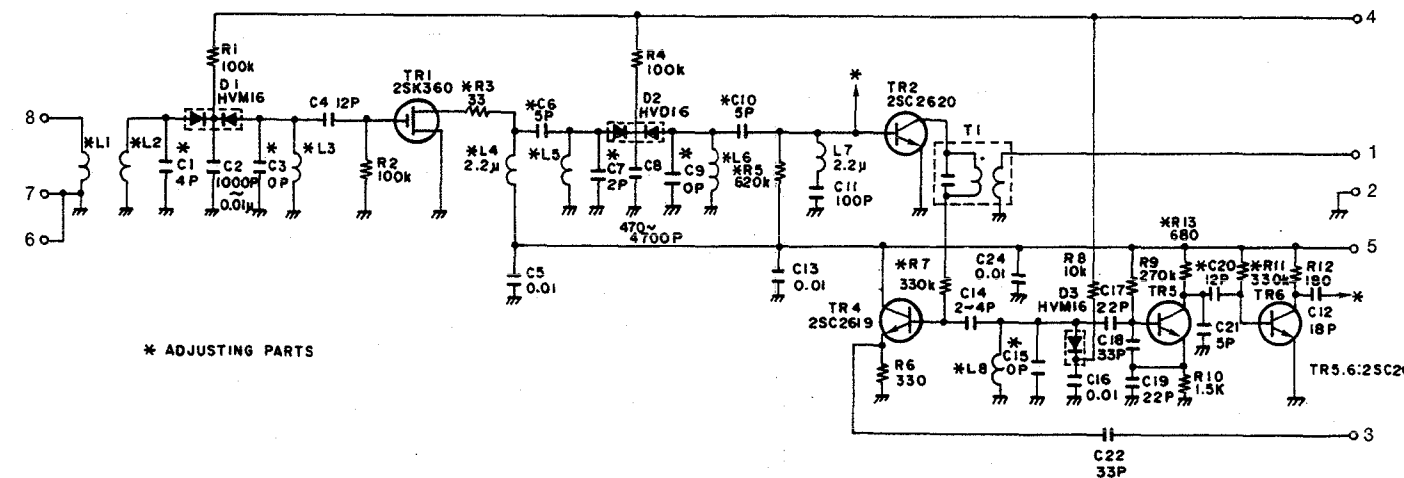 4
R1
100k
D1
HVM16
C4 12P
TR1
2SK360
*R3
33
*C6
5P
R4
100k
D2
HVD16
*C10
5P
*
TR2
2SC2620
T1
8
*L1
*L2
*
C1
4P
C2
1000P
~
0.01μ
*
C3
0P
*L3
R2
100k
*L4
2.2μ
*L5
*
C7
2P
C8
470~
4700P
*
C9
0P
*L6
*R5
620k
L7
2.2μ
C11
100P
1
7
2
6
5
C5
0.01
C13
0.01
*R7
330k
C24
0.01
R8
10k
R9
270k
*R13
680
*C20
12P
*R11
330k
R12
180
TR4
2SC2619
C14
2~4P
D3
HVM16
C17
22P
TR5
TR6
*
C12
18P
R6
330
*L8
*
C15
0P
C16
0.01
C18
33P
C19
22P
R10
1.5K
C21
5P
TR5.6:2SC26
* ADJUSTING PARTS
3
C22
33P